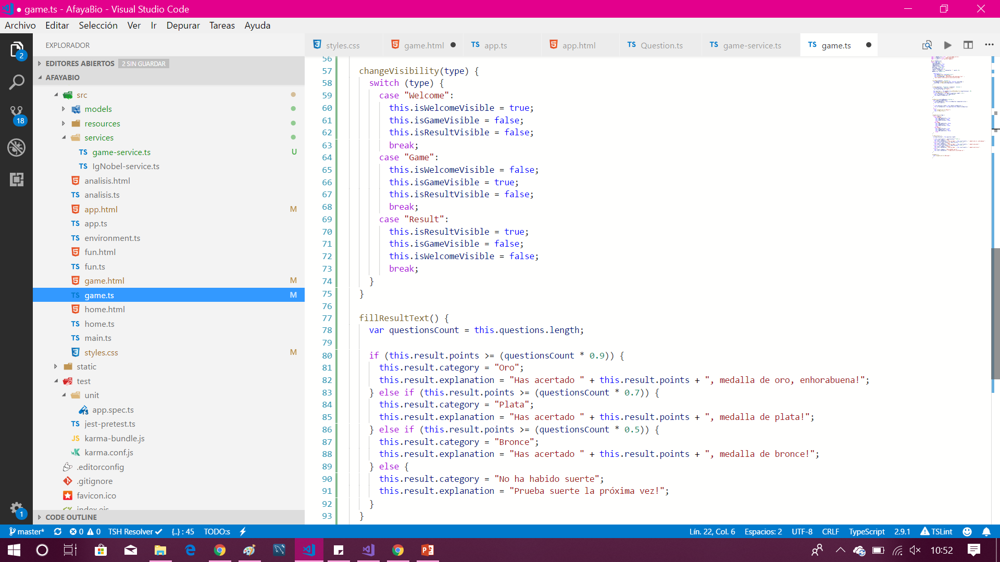 ● game.ts - AfayaBio - Visual Studio Code
Archivo Editar Selección Ver Ir Depurar Tareas Ayuda
EXPLORADOR
styles.css
game.html ●
TS app.ts
app.html
TS Question.ts
TS game-service.ts
TS game.ts ●
2
18
1
EDITORES ABIERTOS 2 SIN GUARDAR
AFAYABIO
src
models
resources
services
TS game-service.ts U
TS IgNobel-service.ts
analisis.html
TS analisis.ts
app.html M
TS app.ts
TS environment.ts
fun.html
TS fun.ts
game.html M
TS game.ts M
home.html
TS home.ts
TS main.ts
styles.css M
static
test
unit
app.spec.ts
TS jest-pretest.ts
JS karma-bundle.js
karma.conf.js
.editorconfig
.gitignore
favicon.ico
index.ejs
CODE OUTLINE
56
57 changeVisibility(type) {
58 switch (type) {
59 case "Welcome":
60 this.isWelcomeVisible = true;
61 this.isGameVisible = false;
62 this.isResultVisible = false;
63 break;
64 case "Game":
65 this.isWelcomeVisible = false;
66 this.isGameVisible = true;
67 this.isResultVisible = false;
68 break;
69 case "Result":
70 this.isResultVisible = true;
71 this.isGameVisible = false;
72 this.isWelcomeVisible = false;
73 break;
74 }
75 }
76
77 fillResultText() {
78 var questionsCount = this.questions.length;
79
80 if (this.result.points >= (questionsCount * 0.9)) {
81 this.result.category = "Oro";
82 this.result.explanation = "Has acertado " + this.result.points + ", medalla de oro, enhorabuena!";
83 } else if (this.result.points >= (questionsCount * 0.7)) {
84 this.result.category = "Plata";
85 this.result.explanation = "Has acertado " + this.result.points + ", medalla de plata!";
86 } else if (this.result.points >= (questionsCount * 0.5)) {
87 this.result.category = "Bronce";
88 this.result.explanation = "Has acertado " + this.result.points + ", medalla de bronce!";
89 } else {
90 this.result.category = "No ha habido suerte";
91 this.result.explanation = "Prueba suerte la próxima vez!";
92 }
93 }
master* 0 0 TSH Resolver {..} : 45 TODO:s
Lín. 22, Col. 6 Espacios: 2 UTF-8 CRLF TypeScript 2.9.1 TSLint
10:52